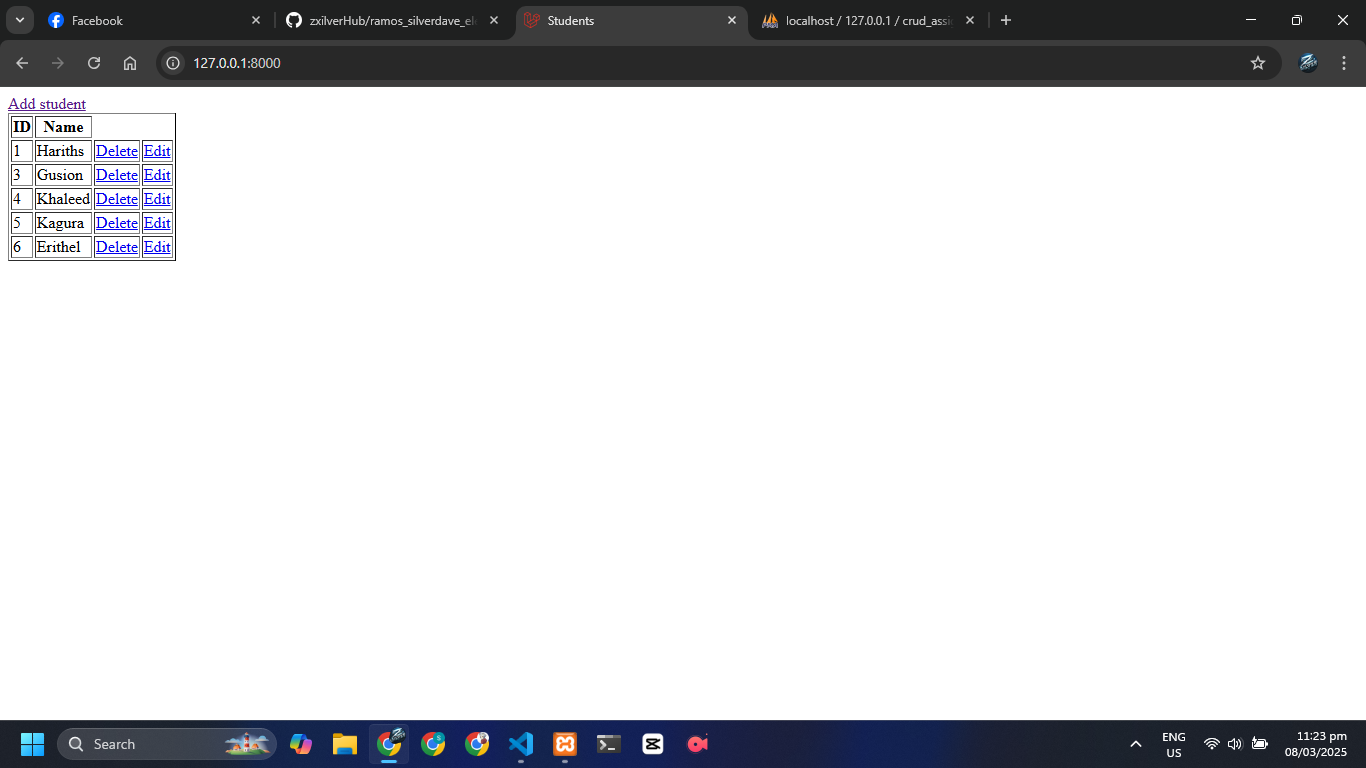 Facebook
zxilverHub/ramos_silverdave_el
Students
localhost / 127.0.0.1 / crud_assi
127.0.0.1:8000
Add student
ID Name
1 Hariths Delete Edit
3 Gusion Delete Edit
4 Khaleed Delete Edit
5 Kagura Delete Edit
6 Erithel Delete Edit
Search
ENG
US
11:23 pm
08/03/2025